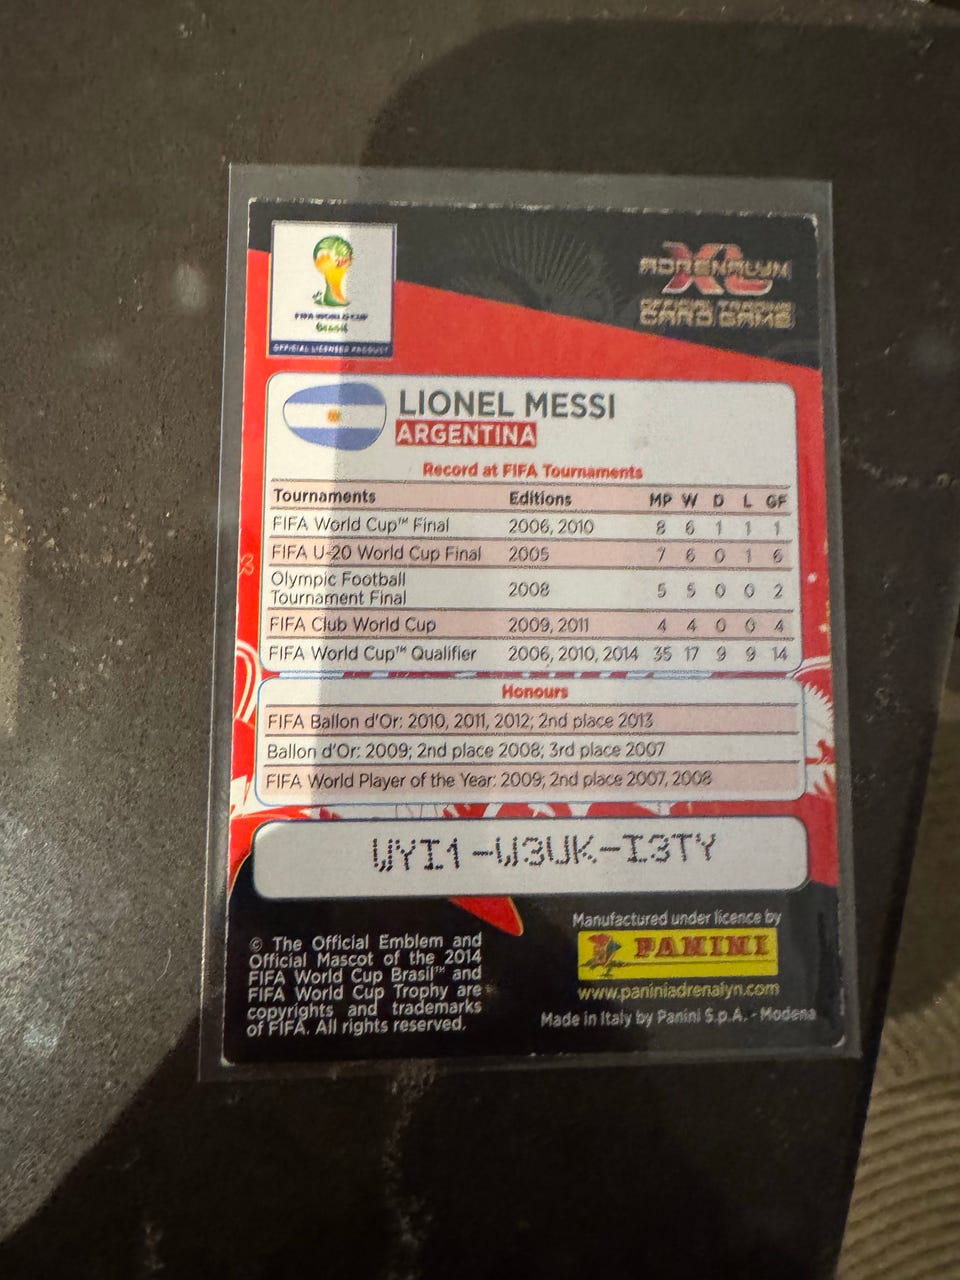 FIFA WORLD CUP
Brasil
OFFICIAL LICENSED PRODUCT
ADRENALYN
XL
OFFICIAL TRADING
CARD GAME
LIONEL MESSI
ARGENTINA
Record at FIFA Tournaments
Tournaments Editions MP W D L GF
FIFA World Cup™ Final 2006, 2010 8 6 1 1 1
FIFA U-20 World Cup Final 2005 7 6 0 1 6
Olympic Football
Tournament Final 2008 5 5 0 0 2
FIFA Club World Cup 2009, 2011 4 4 0 0 4
FIFA World Cup™ Qualifier 2006, 2010, 2014 35 17 9 9 14
Honours
FIFA Ballon d'Or: 2010, 2011, 2012; 2nd place 2013
Ballon d'Or: 2009; 2nd place 2008; 3rd place 2007
FIFA World Player of the Year: 2009; 2nd place 2007, 2008
WYI1-W3UK-I3TY
© The Official Emblem and
Official Mascot of the 2014
FIFA World Cup Brasil™ and
FIFA World Cup Trophy are
copyrights and trademarks
of FIFA. All rights reserved.
Manufactured under licence by
PANINI
www.paniniadrenalyn.com
Made in Italy by Panini S.p.A. - Modena